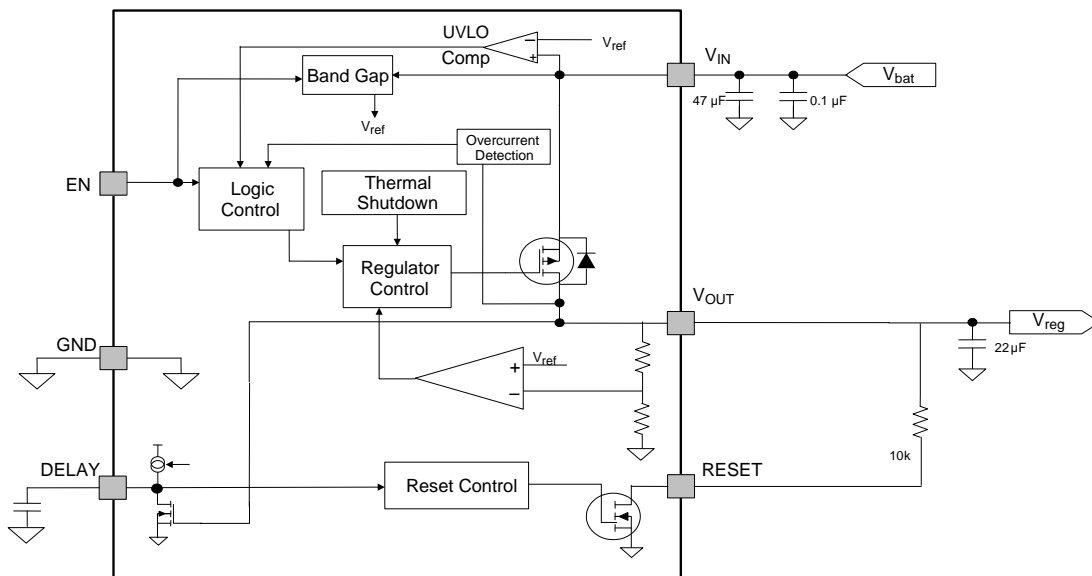 UVLO
Comp
−
+
Vref
VIN
Vbat
Band Gap
47 µF
0.1 µF
Vref
Overcurrent
Detection
EN
Logic
Control
Thermal
Shutdown
Regulator
Control
VOUT
Vreg
22µF
GND
Vref
+
−
10k
DELAY
Reset Control
RESET